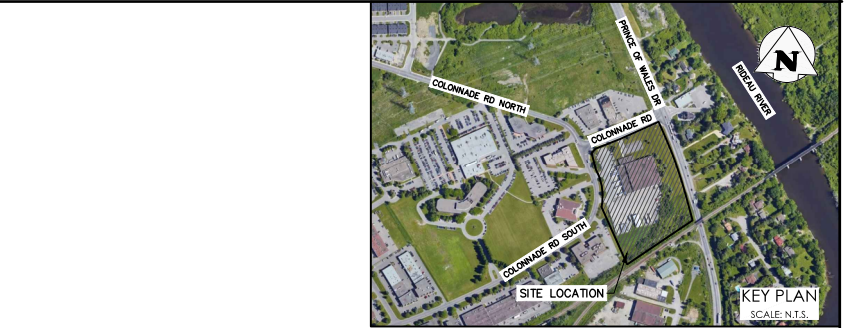 PRINCE OF WALES DR
N
RIDEAU RIVER
COLONNADE RD NORTH
COLONNADE RD
COLONNADE RD SOUTH
SITE LOCATION
KEY PLAN
SCALE: N.T.S.